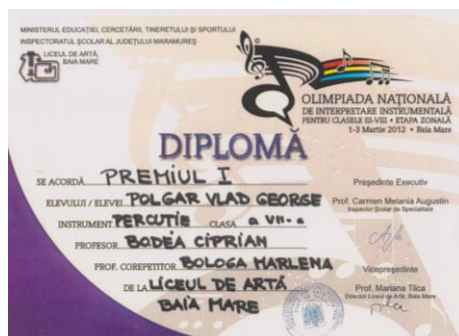 MINISTERUL EDUCAȚIEI, CERCETĂRII, TINERETULUI ȘI SPORTULUI
INSPECTORATUL ȘCOLAR AL JUDEȚULUI MARAMUREȘ
LICEUL DE ARTĂ,
BAIA MARE
OLIMPIADA NAȚIONALĂ
DE INTERPRETARE INSTRUMENTALĂ
PENTRU CLASELE III-VIII • ETAPA ZONALĂ
1-3 Martie 2012 • Baia Mare
DIPLOMĂ
SE ACORDĂ PREMIUL I
ELEVULUI / ELEVEI POLGAR VLAD GEORGE
INSTRUMENT PERCUTIE CLASA a VII-a
PROFESOR BODEA CIPRIAN
PROF. COREPETITOR BOLOGA MARLENA
DE LA LICEUL DE ARTĂ
BAIA MARE
Președinte Executiv
Prof. Carmen Melania Augustin
Inspector Școlar de Specialitate
Vicepreședinte
Prof. Mariana Tilca
Director Liceul de Artă, Baia Mare